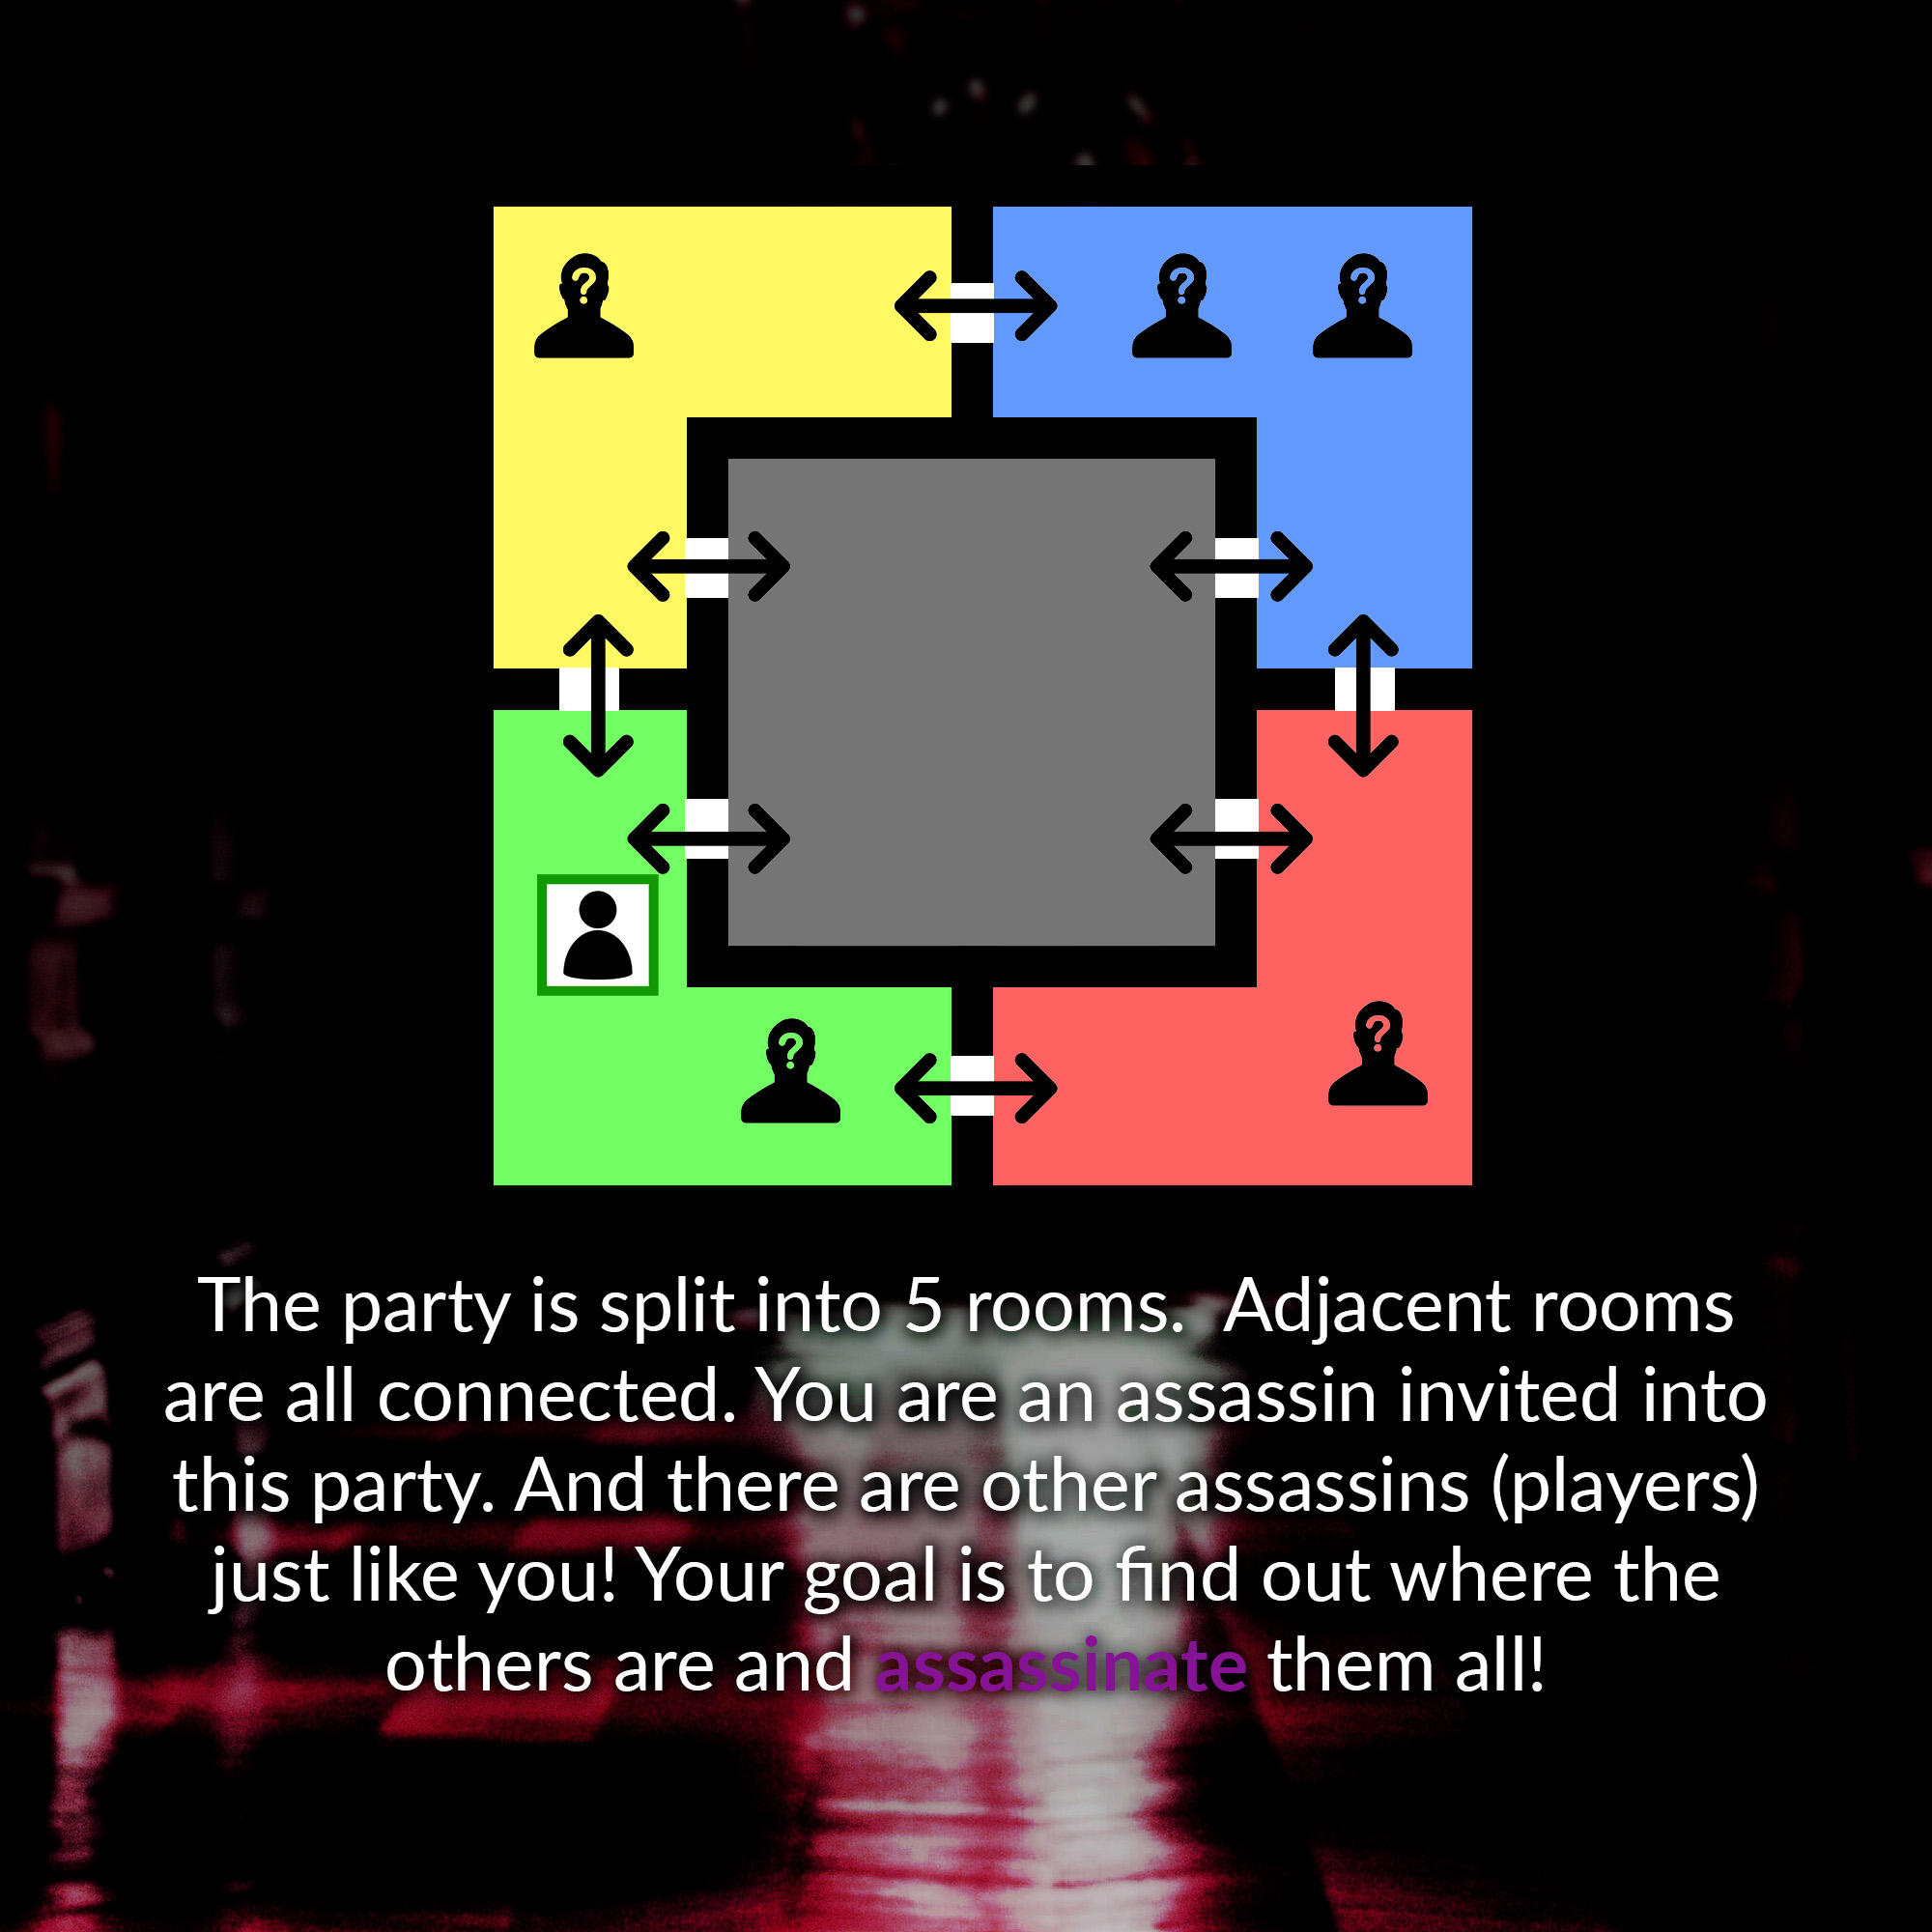 ?
? ?
?
?
The party is split into 5 rooms. Adjacent rooms
are all connected. You are an assassin invited into
this party. And there are other assassins (players)
just like you! Your goal is to find out where the
others are and assassinate them all!